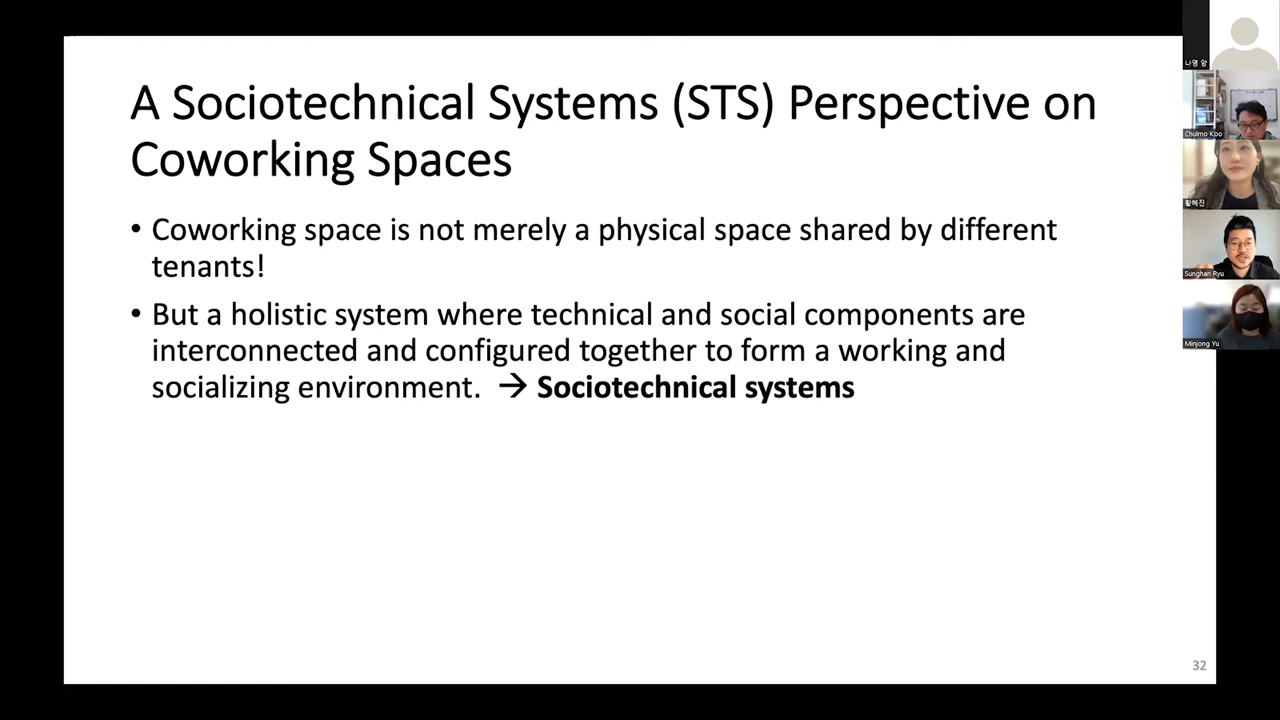 A Sociotechnical Systems (STS) Perspective on
Coworking Spaces
• Coworking space is not merely a physical space shared by different
tenants!
• But a holistic system where technical and social components are
interconnected and configured together to form a working and
socializing environment. → Sociotechnical systems
32
나영 양
Chulmo Koo
황혜진
Sunghan Ryu
Minjong Yu